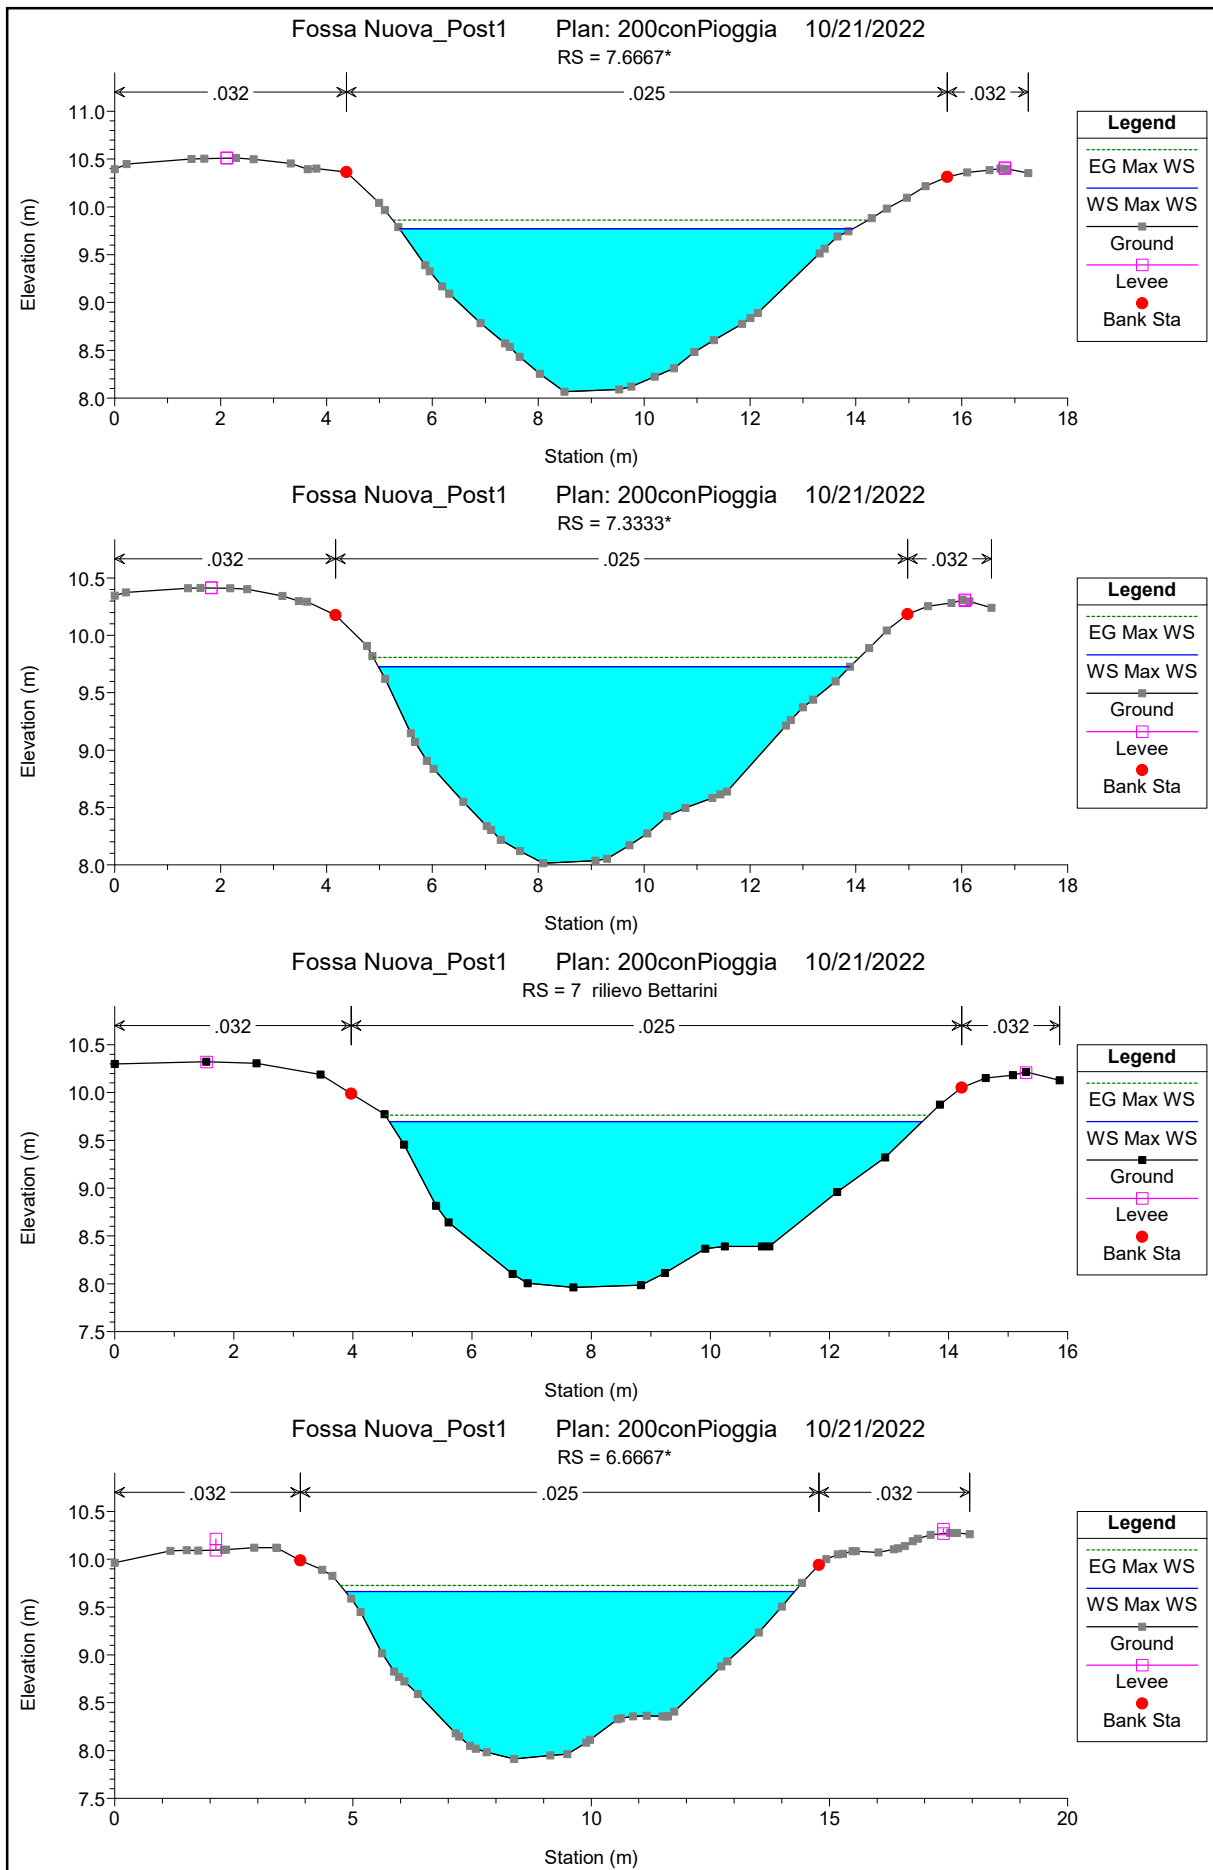 Fossa Nuova_Post1 Plan: 200conPioggia 10/21/2022
RS = 7.6667*
.032 .025 .032
Elevation (m)
11.0
10.5
10.0
9.5
9.0
8.5
8.0
0 2 4 6 8 10 12 14 16 18
Station (m)
Legend
EG Max WS
WS Max WS
Ground
Levee
Bank Sta
Fossa Nuova_Post1 Plan: 200conPioggia 10/21/2022
RS = 7.3333*
.032 .025 .032
Elevation (m)
10.5
10.0
9.5
9.0
8.5
8.0
0 2 4 6 8 10 12 14 16 18
Station (m)
Legend
EG Max WS
WS Max WS
Ground
Levee
Bank Sta
Fossa Nuova_Post1 Plan: 200conPioggia 10/21/2022
RS = 7 rilievo Bettarini
.032 .025 .032
Elevation (m)
10.5
10.0
9.5
9.0
8.5
8.0
7.5
0 2 4 6 8 10 12 14 16
Station (m)
Legend
EG Max WS
WS Max WS
Ground
Levee
Bank Sta
Fossa Nuova_Post1 Plan: 200conPioggia 10/21/2022
RS = 6.6667*
.032 .025 .032
Elevation (m)
10.5
10.0
9.5
9.0
8.5
8.0
7.5
0 5 10 15 20
Station (m)
Legend
EG Max WS
WS Max WS
Ground
Levee
Bank Sta